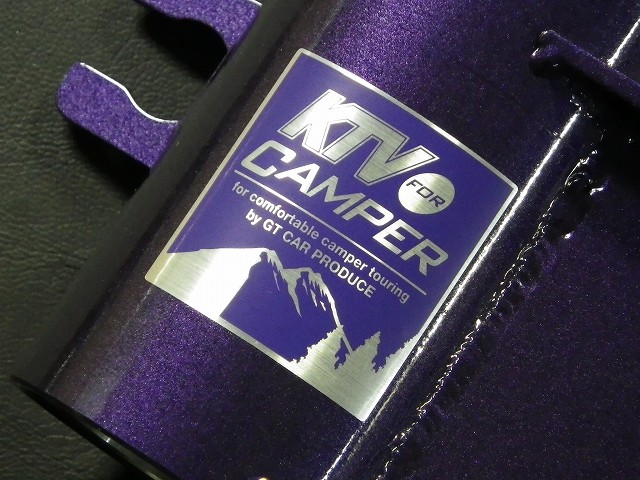 KTV FOR
CAMPER
for comfortable camper touring
by GT CAR PRODUCE